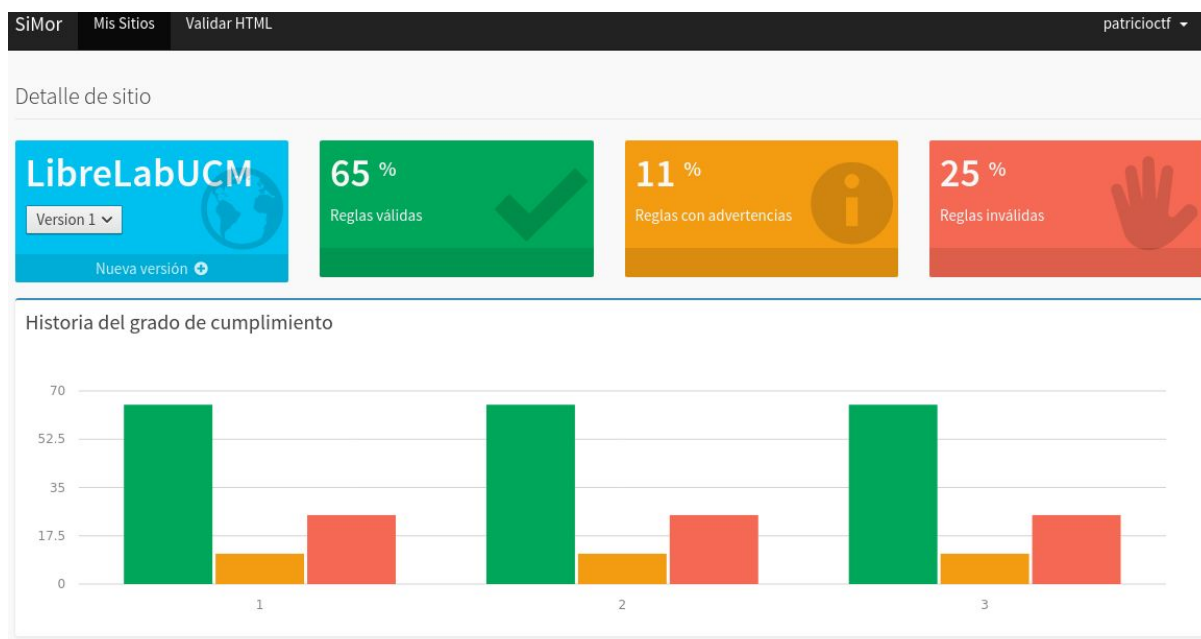 SiMor Mis Sitios Validar HTML patricioctf
Detalle de sitio
LibreLabUCM
Version 1
Nueva versión
65 %
Reglas válidas
11 %
Reglas con advertencias
25 %
Reglas inválidas
Historia del grado de cumplimiento
70
52.5
35
17.5
0
1 2 3